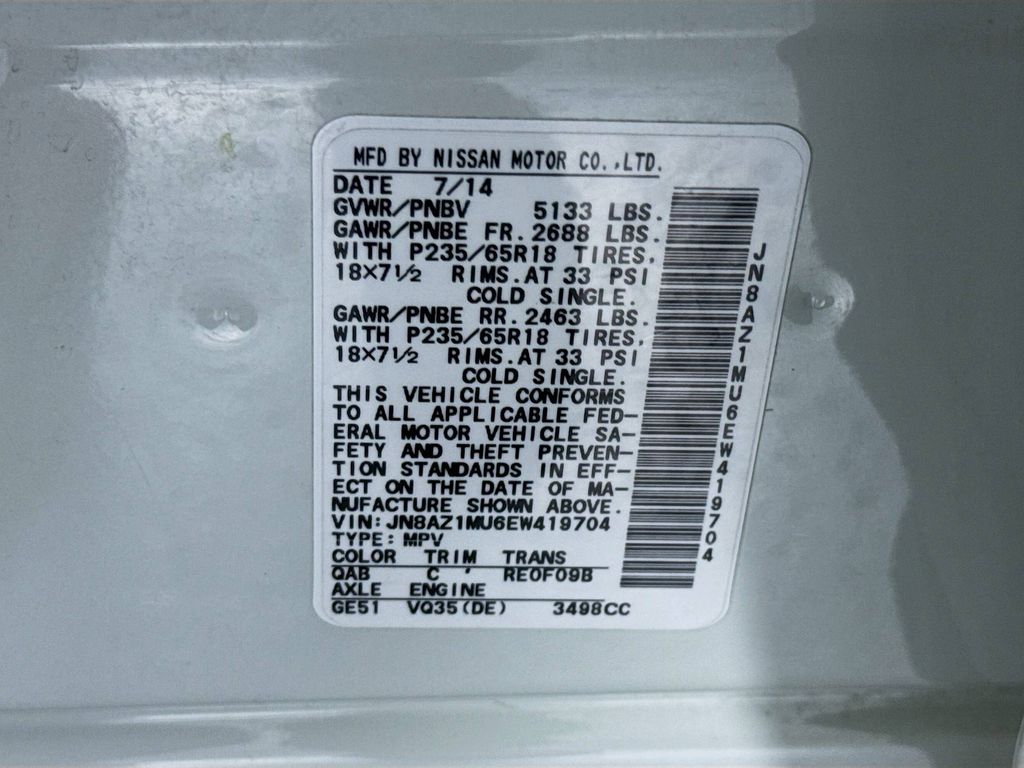 MFD BY NISSAN MOTOR CO.,LTD.
DATE 7/14
GVWR/PNBV 5133 LBS.
GAWR/PNBE FR.2688 LBS.
WITH P235/65R18 TIRES.
18×7½ RIMS.AT 33 PSI
COLD SINGLE.
GAWR/PNBE RR.2463 LBS.
WITH P235/65R18 TIRES.
18×7½ RIMS.AT 33 PSI
COLD SINGLE.
THIS VEHICLE CONFORMS
TO ALL APPLICABLE FED-
ERAL MOTOR VEHICLE SA-
FETY AND THEFT PREVEN-
TION STANDARDS IN EFF-
ECT ON THE DATE OF MA-
NUFACTURE SHOWN ABOVE.
VIN:JN8AZ1MU6EW419704
TYPE:MPV
COLOR TRIM TRANS
QAB C ' RE0F09B
AXLE ENGINE
GE51 VQ35(DE) 3498CC
JN8AZ1MU6EW419704